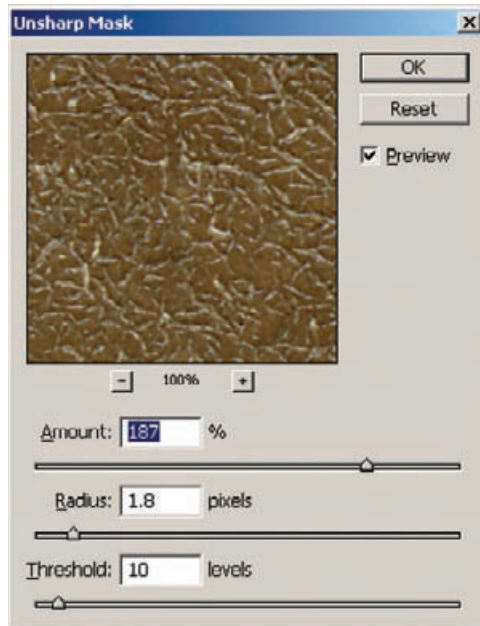 Unsharp Mask
OK
Reset
Preview
- 100% +
Amount: 187 %
Radius: 1.8 pixels
Threshold: 10 levels